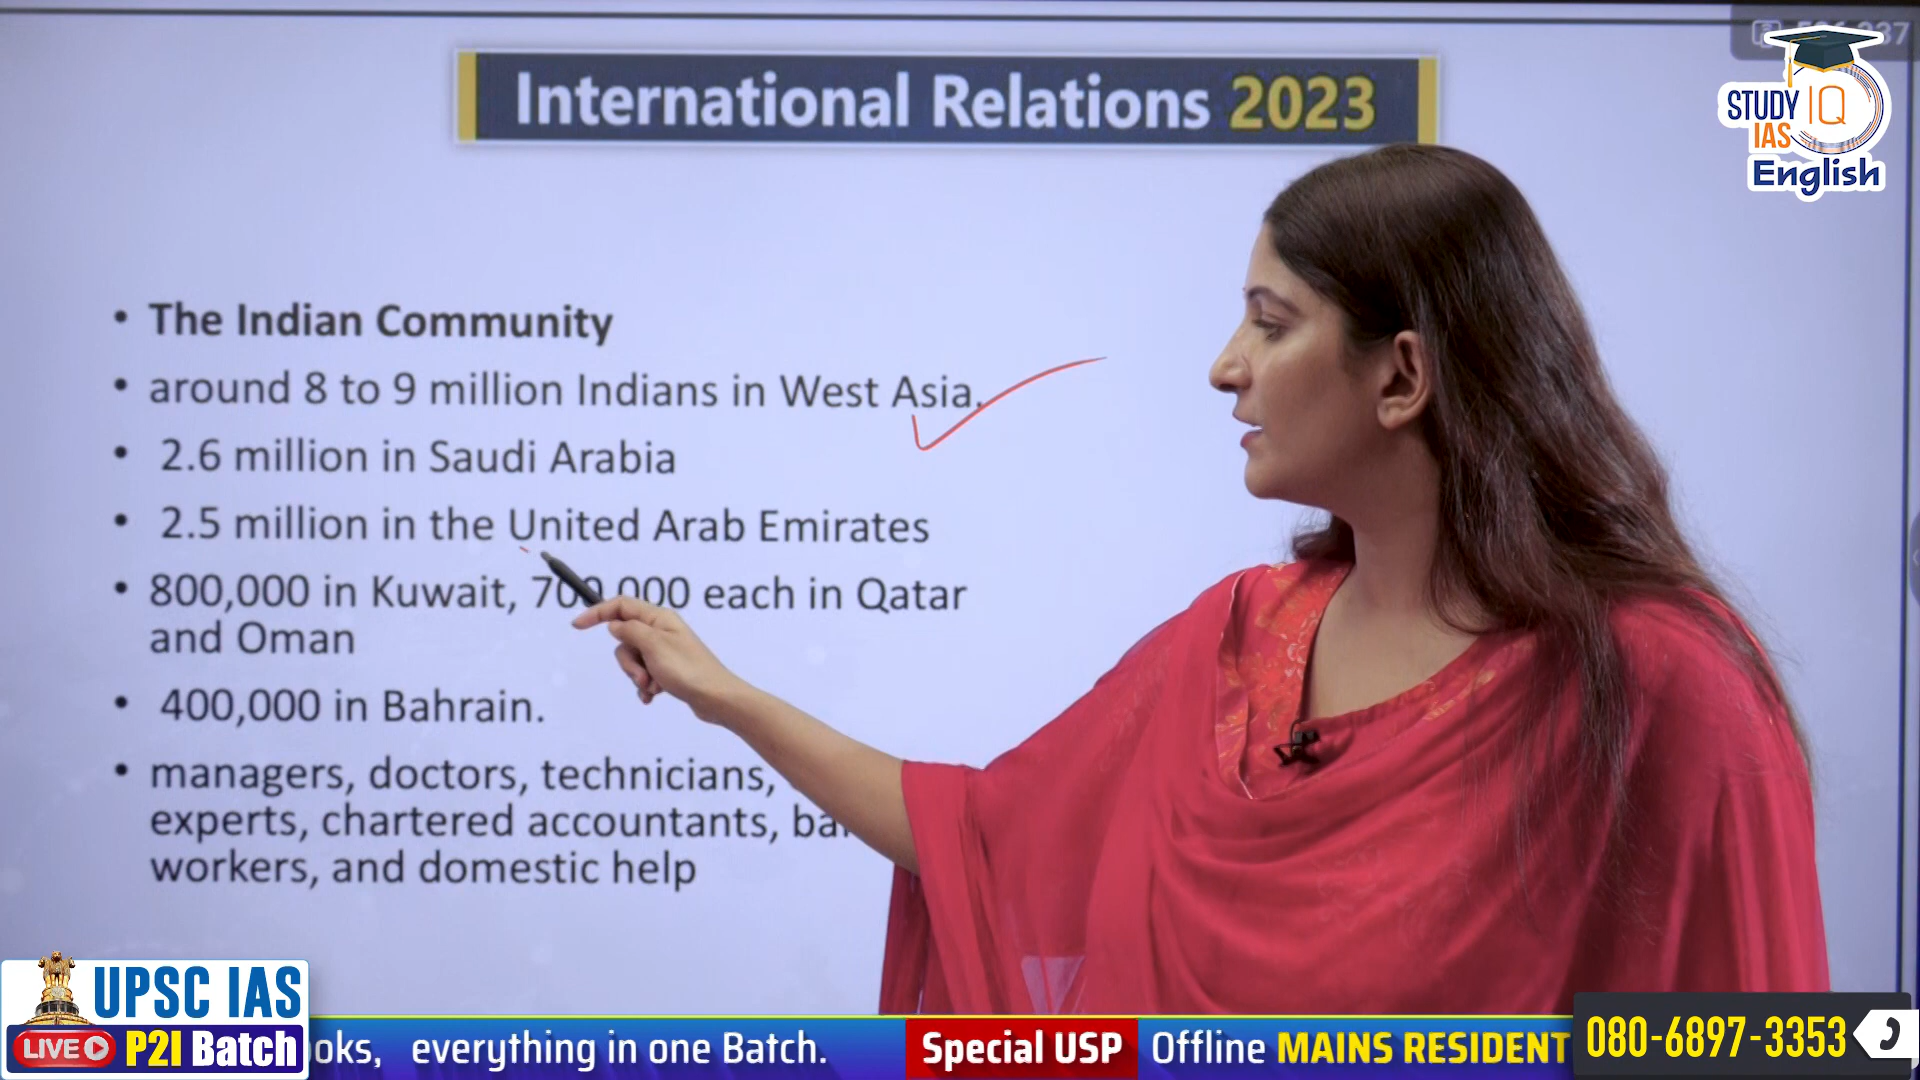 International Relations 2023
STUDY IQ
IAS
English
• The Indian Community
• around 8 to 9 million Indians in West Asia.
• 2.6 million in Saudi Arabia
• 2.5 million in the United Arab Emirates
• 800,000 in Kuwait, 700,000 each in Qatar
and Oman
• 400,000 in Bahrain.
• managers, doctors, technicians,
experts, chartered accountants,
workers, and domestic help
UPSC IAS
LIVE P2I Batch
everything in one Batch. Special USP Offline MAINS RESIDENT
080-6897-3353